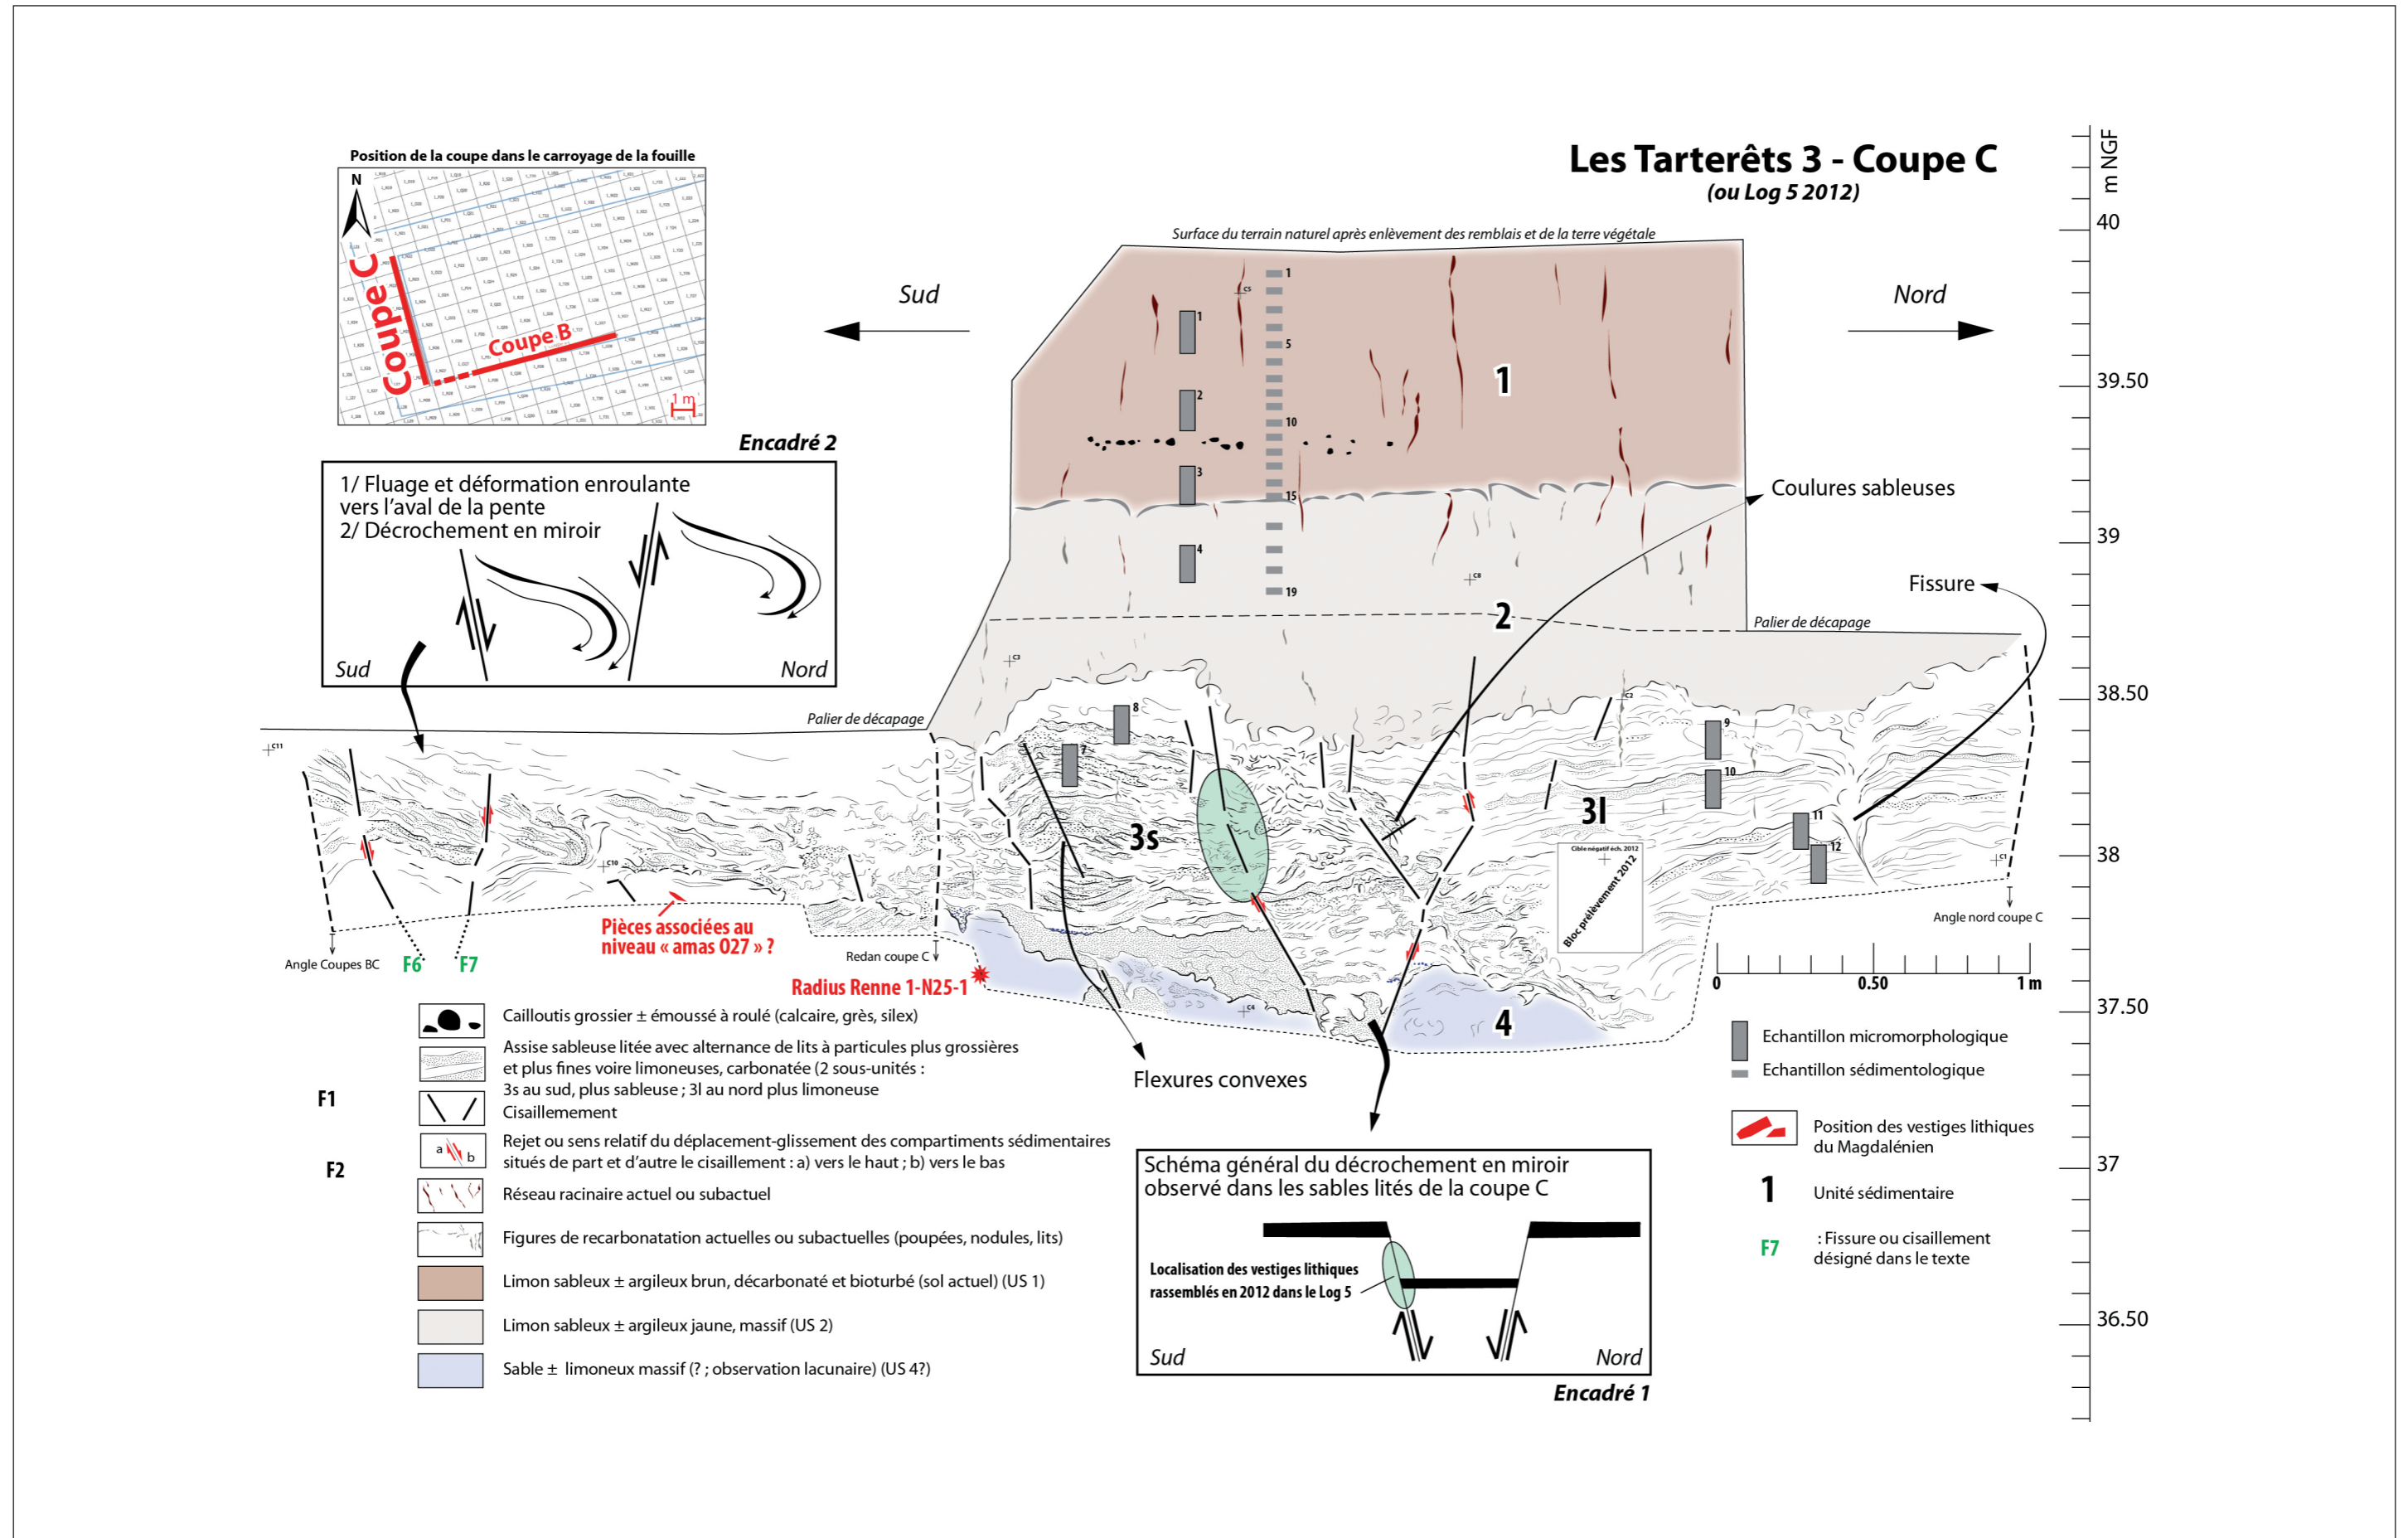 Les Tarterêts 3 - Coupe C
(ou Log 5 2012)
m NGF
40
39.50
39
38.50
38
37.50
37
36.50
Position de la coupe dans le carroyage de la fouille
N
Coupe C
Coupe B
1 m
Encadré 2
1/ Fluage et déformation enroulante
vers l'aval de la pente
2/ Décrochement en miroir
Sud
Nord
Surface du terrain naturel après enlèvement des remblais et de la terre végétale
Sud
Nord
1
5
10
15
19
1
2
3
4
C5
1
Coulures sableuses
C8
2
Fissure
Palier de décapage
C3
C2
Palier de décapage
C11
8
7
9
10
11
12
3s
3l
C10
Cible négatif éch. 2012
Bloc prélèvement 2012
C1
Angle nord coupe C
Pièces associées au
niveau « amas 027 » ?
Angle Coupes BC
F6
F7
Redan coupe C
Radius Renne 1-N25-1
C4
4
0
0.50
1 m
Flexures convexes
Cailloutis grossier ± émoussé à roulé (calcaire, grès, silex)
Assise sableuse litée avec alternance de lits à particules plus grossières
et plus fines voire limoneuses, carbonatée (2 sous-unités :
3s au sud, plus sableuse ; 3l au nord plus limoneuse
F1
Cisaillemement
a
b
Rejet ou sens relatif du déplacement-glissement des compartiments sédimentaires
situés de part et d'autre le cisaillement : a) vers le haut ; b) vers le bas
F2
Réseau racinaire actuel ou subactuel
Figures de recarbonatation actuelles ou subactuelles (poupées, nodules, lits)
Limon sableux ± argileux brun, décarbonaté et bioturbé (sol actuel) (US 1)
Limon sableux ± argileux jaune, massif (US 2)
Sable ± limoneux massif (? ; observation lacunaire) (US 4?)
Schéma général du décrochement en miroir
observé dans les sables lités de la coupe C
Localisation des vestiges lithiques
rassemblés en 2012 dans le Log 5
Sud
Nord
Encadré 1
Echantillon micromorphologique
Echantillon sédimentologique
Position des vestiges lithiques
du Magdalénien
1
Unité sédimentaire
F7
: Fissure ou cisaillement
désigné dans le texte